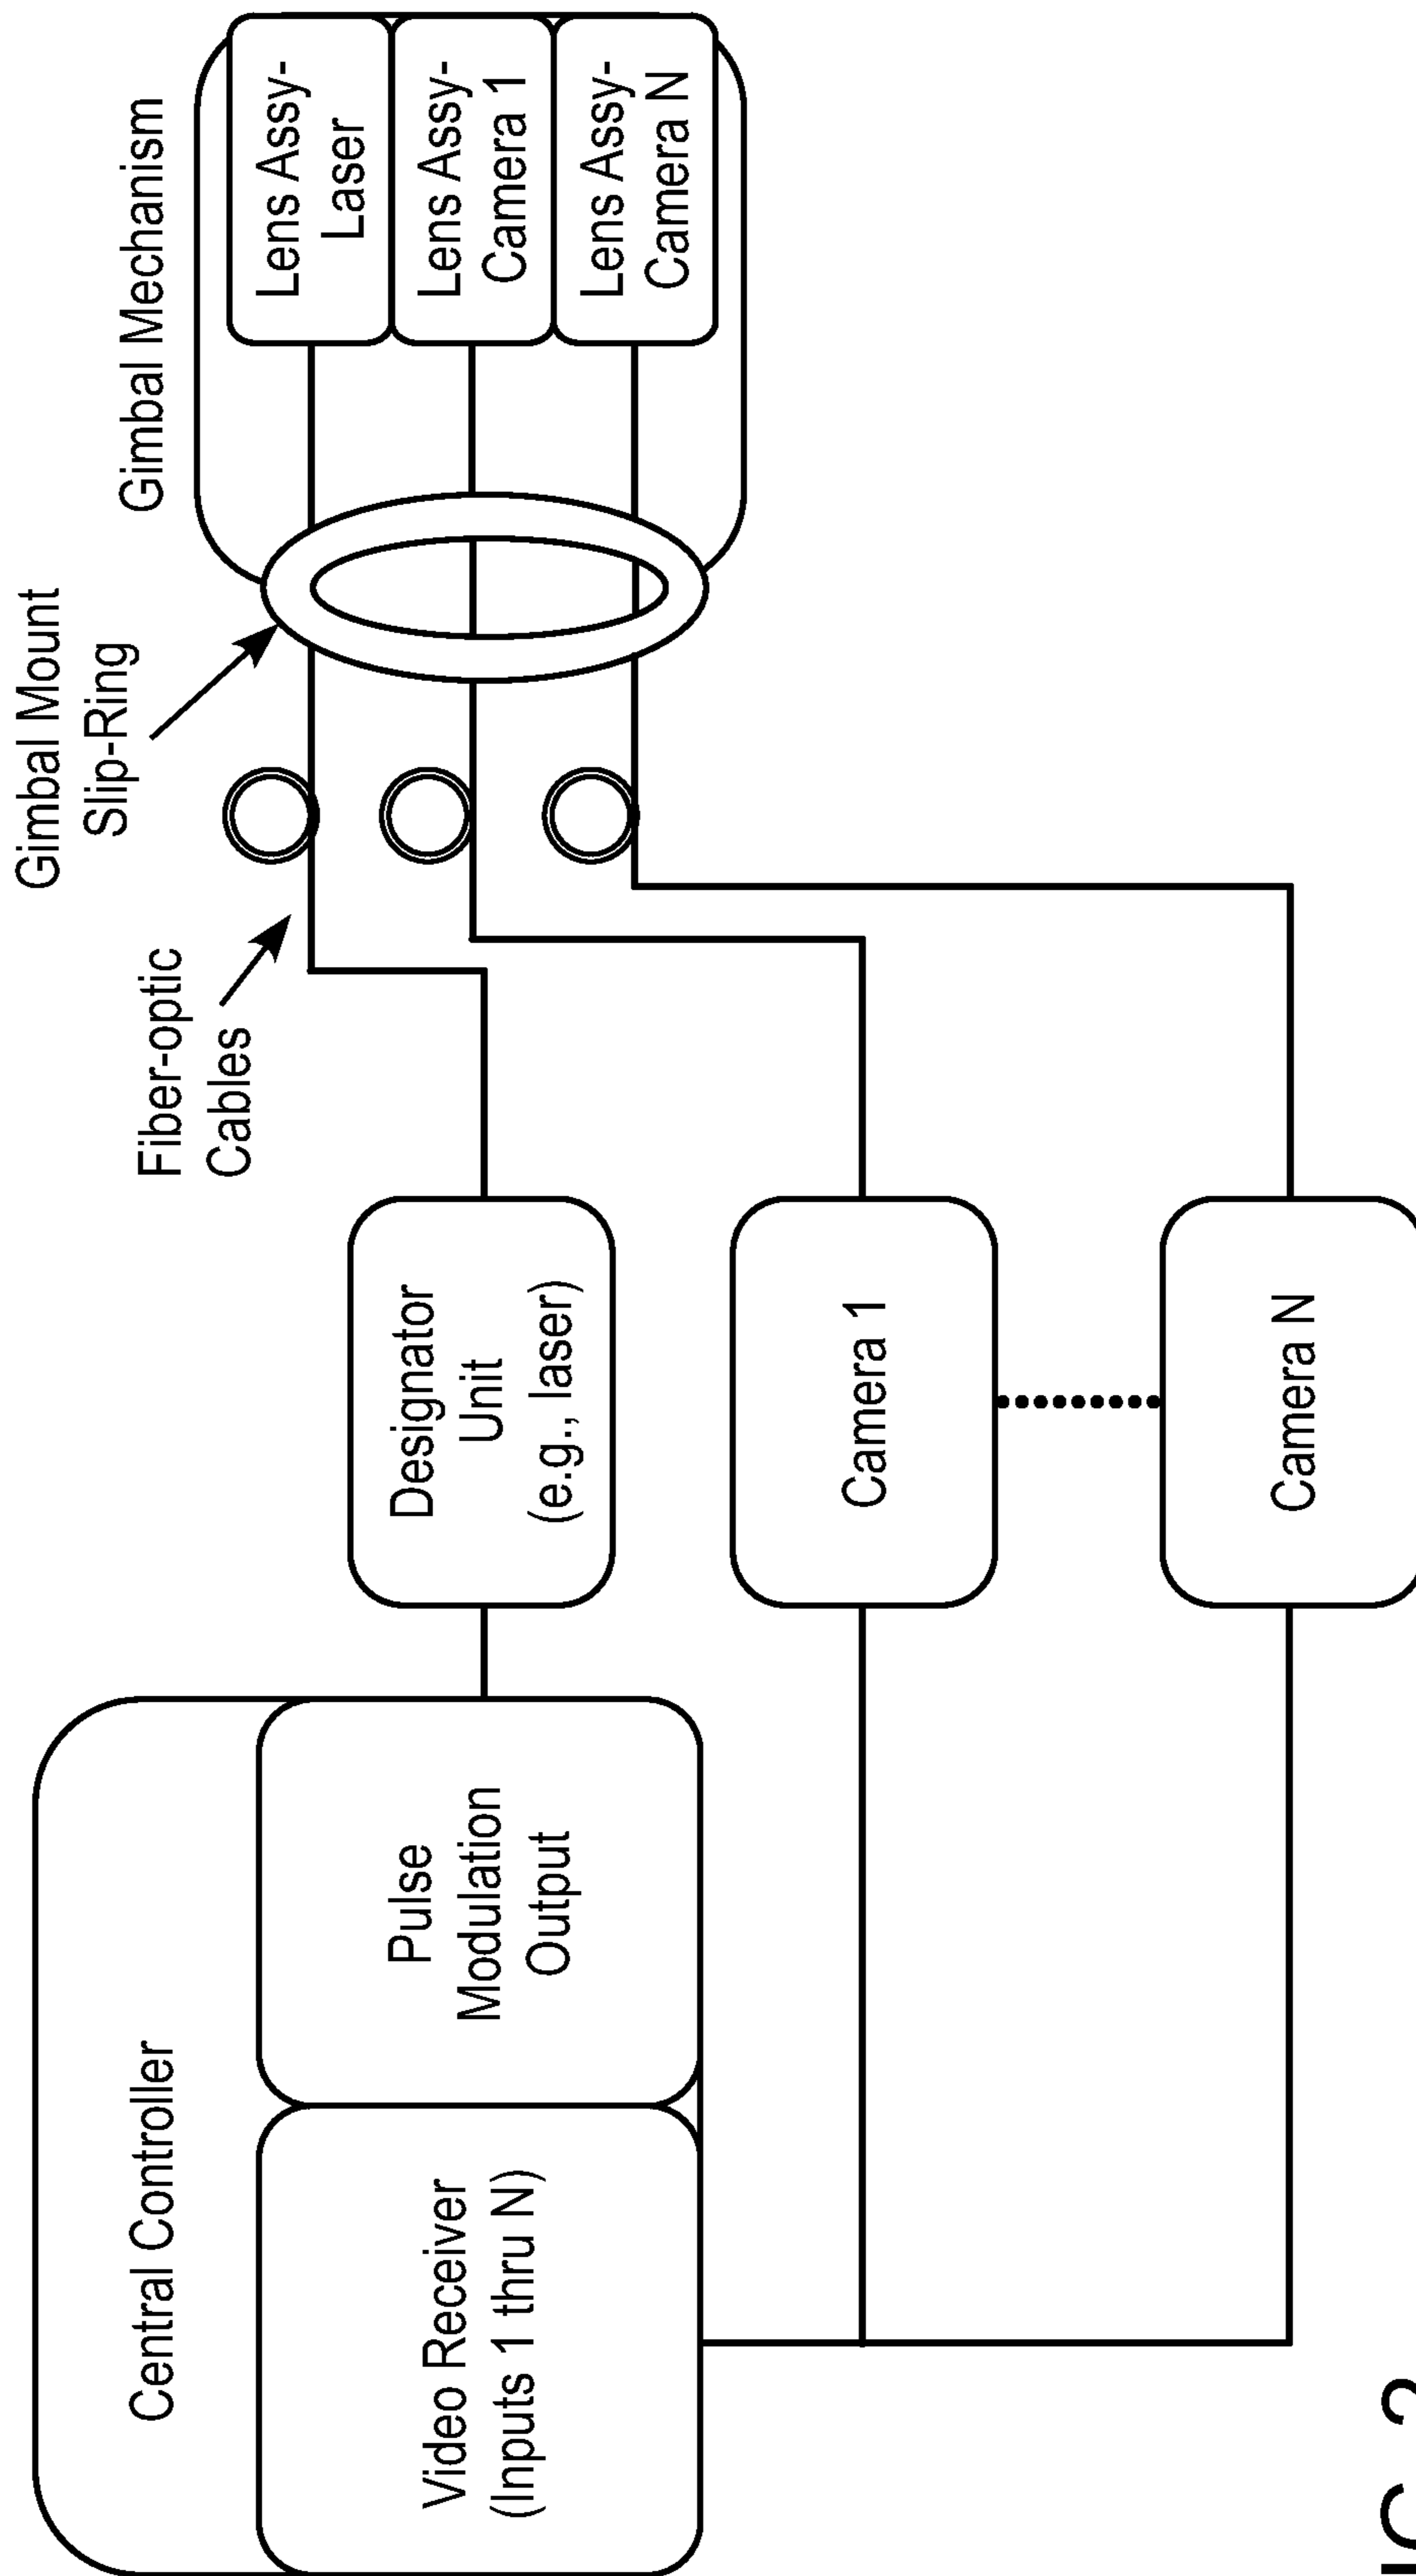 Central Controller
Video Receiver
(Inputs 1 thru N)
Pulse
Modulation
Output
Designator
Unit
(e.g., laser)
Camera 1
Camera N
Fiber-optic
Cables
Gimbal Mount
Slip-Ring
Gimbal Mechanism
Lens Assy-
Laser
Lens Assy-
Camera 1
Lens Assy-
Camera N